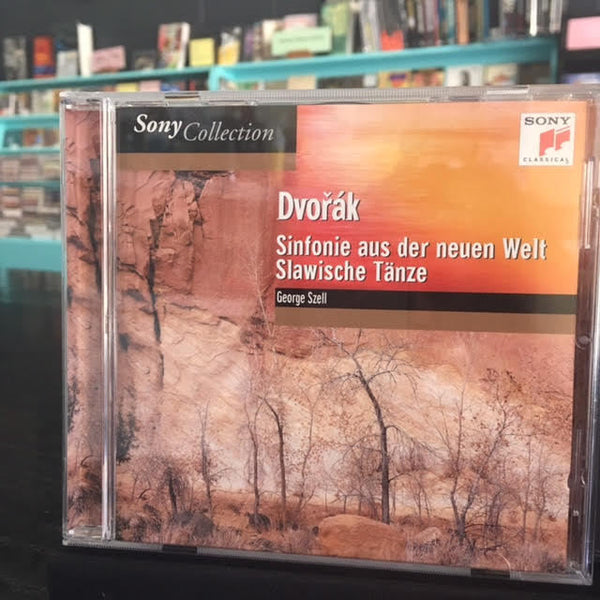 Sony Collection
SONY
CLASSICAL
Dvořák
Sinfonie aus der neuen Welt
Slawische Tänze
George Szell